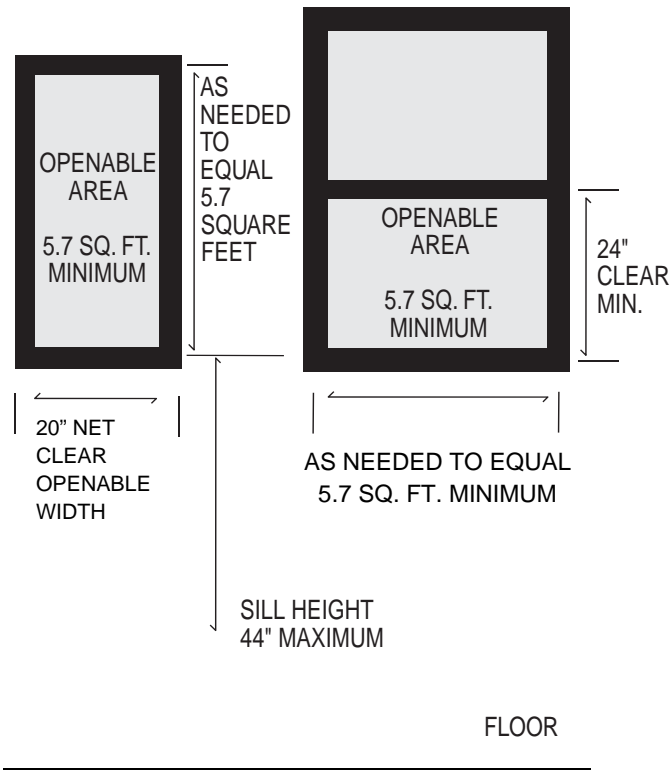 OPENABLE
AREA
5.7 SQ. FT.
MINIMUM
AS
NEEDED
TO
EQUAL
5.7
SQUARE
FEET
OPENABLE
AREA
5.7 SQ. FT.
MINIMUM
24"
CLEAR
MIN.
20” NET
CLEAR
OPENABLE
WIDTH
AS NEEDED TO EQUAL
5.7 SQ. FT. MINIMUM
SILL HEIGHT
44" MAXIMUM
FLOOR